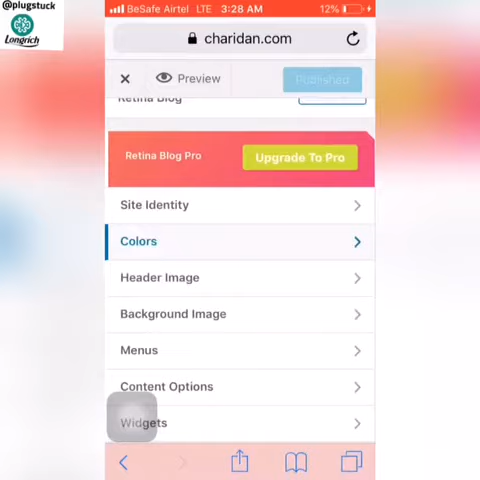 @plugstuck
LONGRICH
BeSafe Airtel LTE 3:28 AM 12%
charidan.com
Preview
Published
Retina Blog
Retina Blog Pro
Upgrade To Pro
Site Identity
Colors
Header Image
Background Image
Menus
Content Options
Widgets